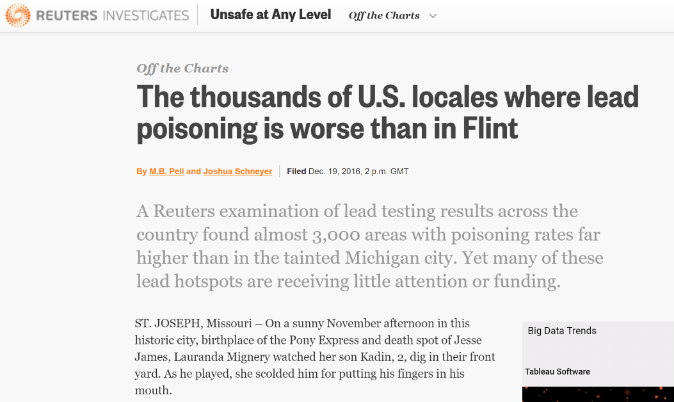 REUTERS INVESTIGATES Unsafe at Any Level Off the Charts
Off the Charts
The thousands of U.S. locales where lead
poisoning is worse than in Flint
By M.B. Pell and Joshua Schneyer Filed Dec. 19, 2016, 2 p.m. GMT
A Reuters examination of lead testing results across the
country found almost 3,000 areas with poisoning rates far
higher than in the tainted Michigan city. Yet many of these
lead hotspots are receiving little attention or funding.
ST. JOSEPH, Missouri – On a sunny November afternoon in this
historic city, birthplace of the Pony Express and death spot of Jesse
James, Lauranda Mignery watched her son Kadin, 2, dig in their front
yard. As he played, she scolded him for putting his fingers in his
mouth.
Big Data Trends
Tableau Software